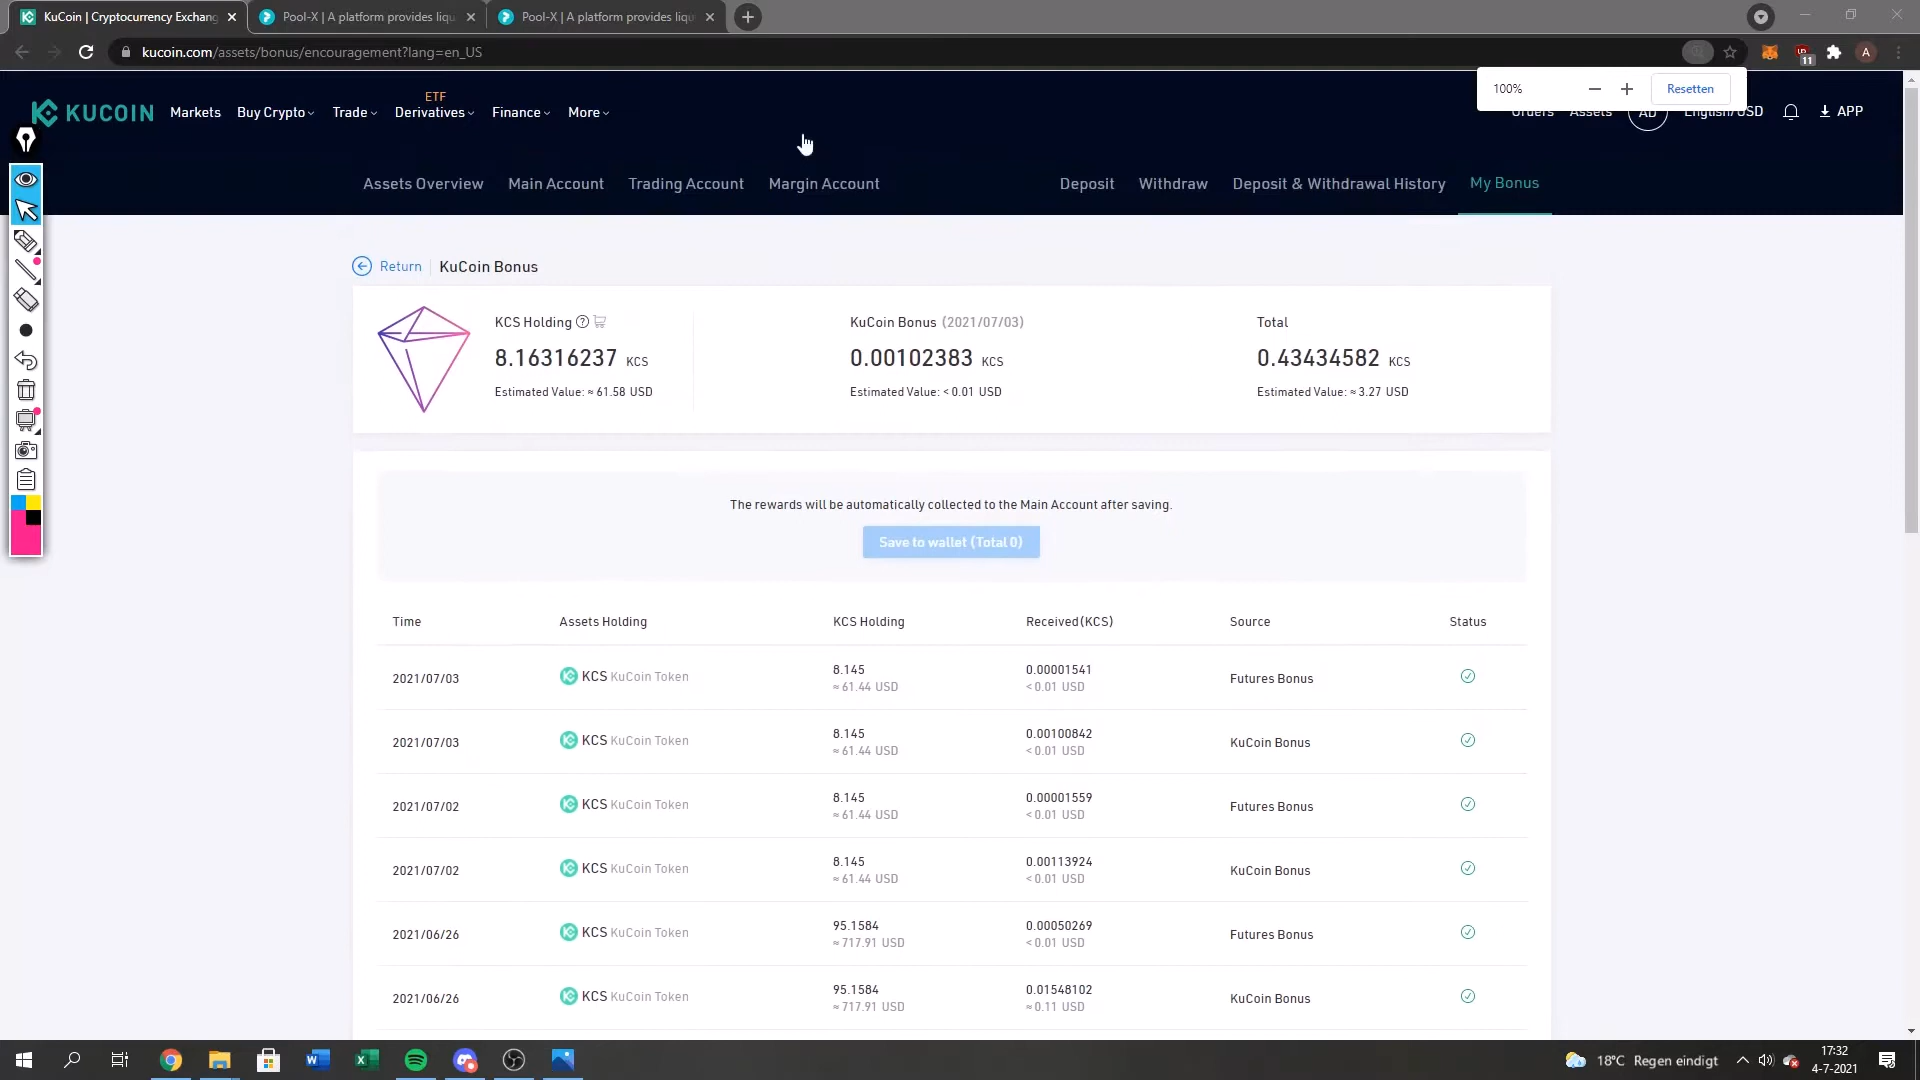 KuCoin | Cryptocurrency Exchang
Pool-X | A platform provides liqu
Pool-X | A platform provides liqu
kucoin.com/assets/bonus/encouragement?lang=en_US
11
A
100%
Resetten
KUCOIN
Markets
Buy Crypto
Trade
ETF
Derivatives
Finance
More
Orders
Assets
AD
English/USD
APP
Assets Overview
Main Account
Trading Account
Margin Account
Deposit
Withdraw
Deposit & Withdrawal History
My Bonus
Return
KuCoin Bonus
KCS Holding
8.16316237 KCS
Estimated Value: ≈ 61.58 USD
KuCoin Bonus (2021/07/03)
0.00102383 KCS
Estimated Value: < 0.01 USD
Total
0.43434582 KCS
Estimated Value: ≈ 3.27 USD
The rewards will be automatically collected to the Main Account after saving.
Save to wallet (Total 0)
Time Assets Holding KCS Holding Received(KCS) Source Status
2021/07/03 KCS KuCoin Token 8.145 0.00001541 Futures Bonus
≈ 61.44 USD < 0.01 USD
2021/07/03 KCS KuCoin Token 8.145 0.00100842 KuCoin Bonus
≈ 61.44 USD < 0.01 USD
2021/07/02 KCS KuCoin Token 8.145 0.00001559 Futures Bonus
≈ 61.44 USD < 0.01 USD
2021/07/02 KCS KuCoin Token 8.145 0.00113924 KuCoin Bonus
≈ 61.44 USD < 0.01 USD
2021/06/26 KCS KuCoin Token 95.1584 0.00050269 Futures Bonus
≈ 717.91 USD < 0.01 USD
2021/06/26 KCS KuCoin Token 95.1584 0.01548102 KuCoin Bonus
≈ 717.91 USD ≈ 0.11 USD
18°C Regen eindigt
17:32
4-7-2021